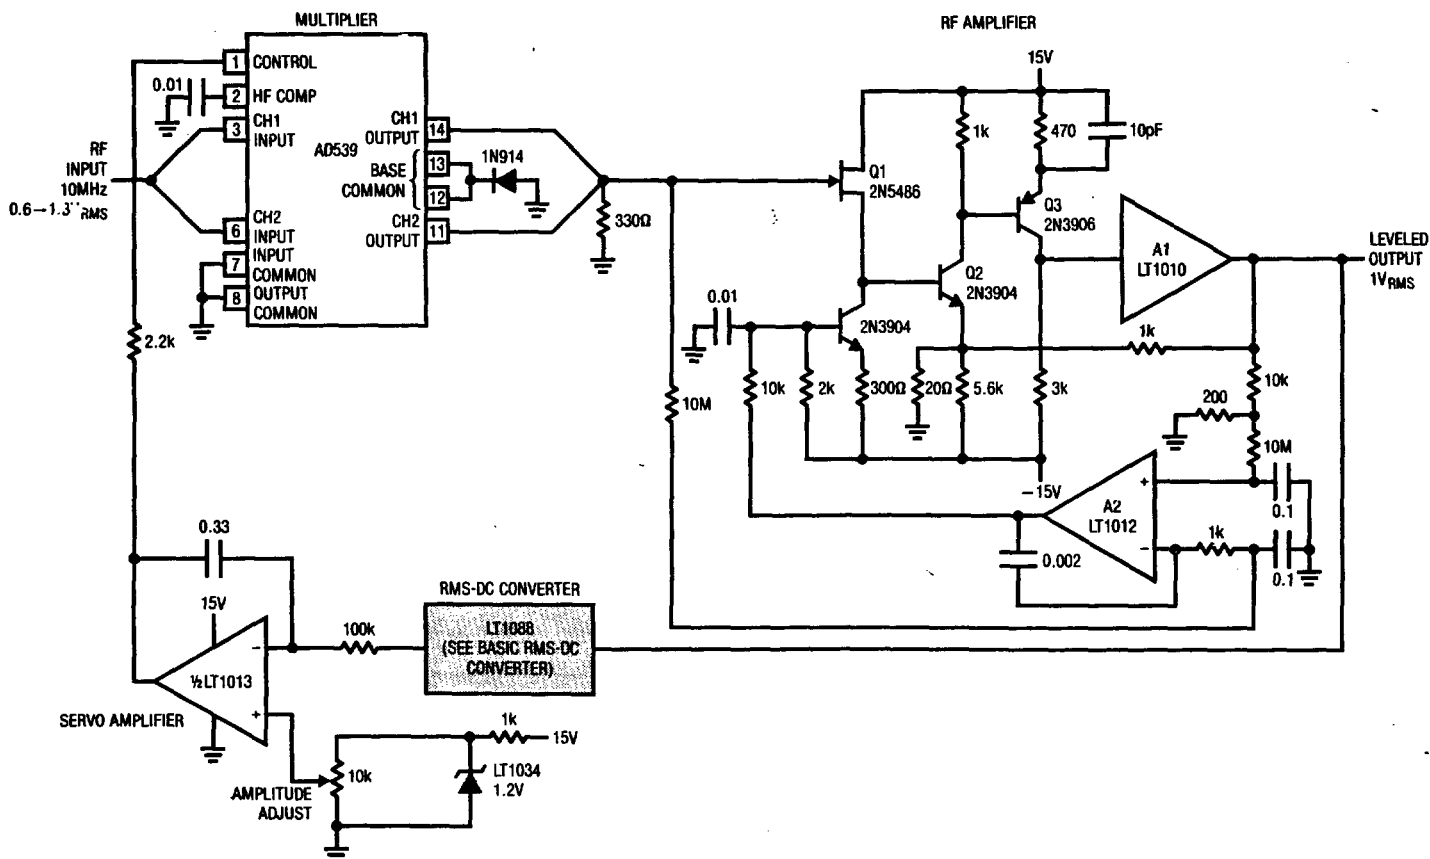 MULTIPLIER
RF AMPLIFIER
1 CONTROL
0.01
2 HF COMP
3 CH1
INPUT
RF
INPUT
10MHz
0.6→1.3 RMS
AD539
CH1
OUTPUT 14
BASE
COMMON
13
12
CH2
OUTPUT 11
6 CH2
INPUT
7 INPUT
COMMON
8 OUTPUT
COMMON
1N914
330Ω
15V
1k
470
10pF
Q1
2N5486
Q3
2N3906
Q2
2N3904
A1
LT1010
LEVELED
OUTPUT
1VRMS
0.01
2N3904
1k
2.2k
10M
10k
2k
300Ω
20Ω
5.6k
3k
10k
200
10M
–15V
+
A2
LT1012
–
0.1
1k
0.1
0.002
0.33
15V
RMS-DC CONVERTER
LT1088
(SEE BASIC RMS-DC
CONVERTER)
100k
–
½LT1013
+
SERVO AMPLIFIER
1k
15V
10k
LT1034
1.2V
AMPLITUDE
ADJUST